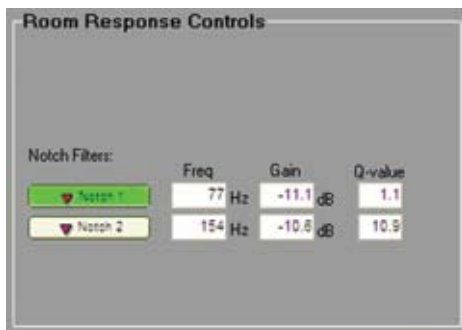 Room Response Controls
Notch Filters:
Freq Gain Q-value
Notch 1 77 Hz -11.1 dB 1.1
Notch 2 154 Hz -10.6 dB 10.9